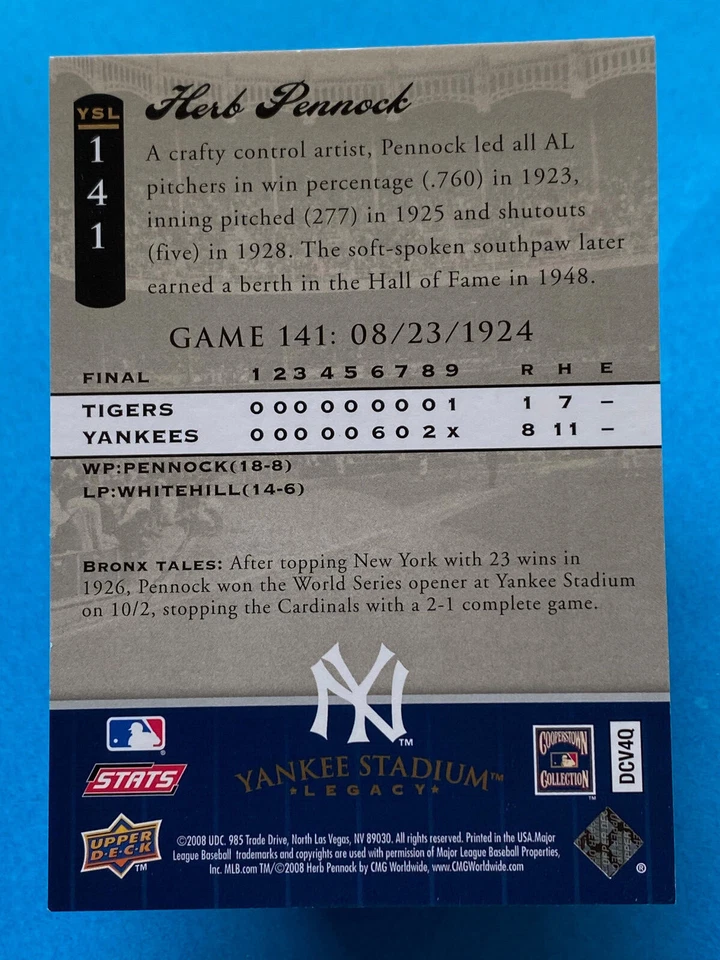 YSL
141
Herb Pennock
A crafty control artist, Pennock led all AL
pitchers in win percentage (.760) in 1923,
inning pitched (277) in 1925 and shutouts
(five) in 1928. The soft-spoken southpaw later
earned a berth in the Hall of Fame in 1948.
GAME 141: 08/23/1924
FINAL 1 2 3 4 5 6 7 8 9 R H E
TIGERS 0 0 0 0 0 0 0 0 1 1 7 –
YANKEES 0 0 0 0 0 6 0 2 X 8 11 –
WP:PENNOCK(18-8)
LP:WHITEHILL(14-6)
BRONX TALES: After topping New York with 23 wins in
1926, Pennock won the World Series opener at Yankee Stadium
on 10/2, stopping the Cardinals with a 2-1 complete game.
NY™
YANKEE STADIUM™
★LEGACY★
STATS
COOPERSTOWN
COLLECTION
™
DCV4Q
UPPER
DECK
™
©2008 UDC. 985 Trade Drive, North Las Vegas, NV 89030. All rights reserved. Printed in the USA.Major
League Baseball trademarks and copyrights are used with permission of Major League Baseball Properties,
Inc. MLB.com TM/©2008 Herb Pennock by CMG Worldwide, www.CMGWorldwide.com
®